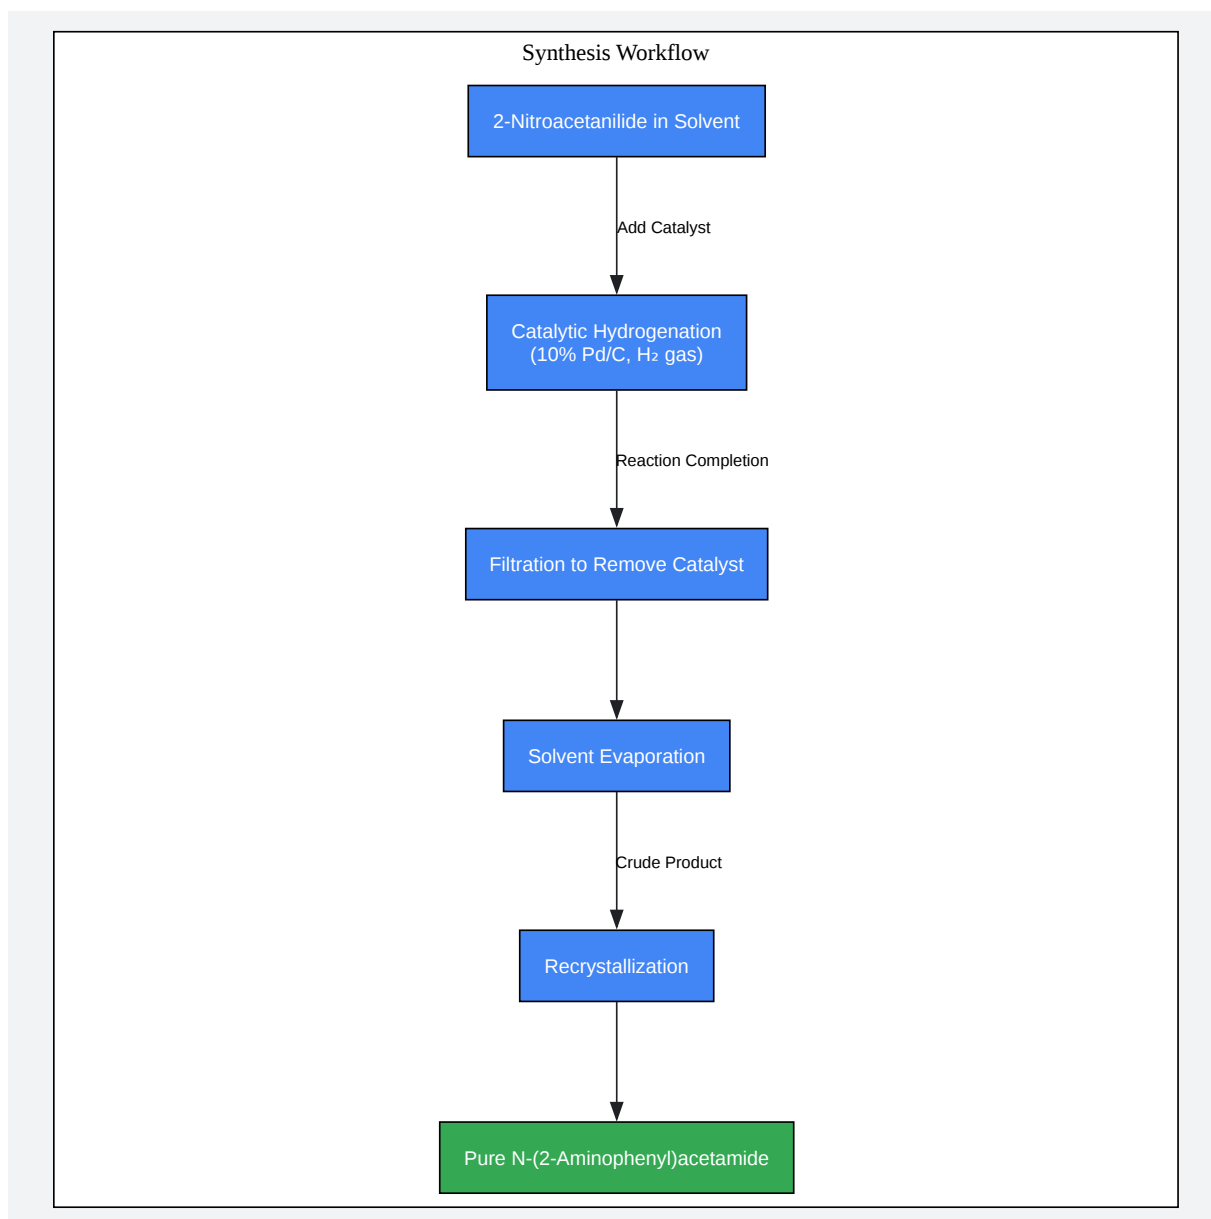 Synthesis Workflow
2-Nitroacetanilide in Solvent
Add Catalyst
Catalytic Hydrogenation
(10% Pd/C, H₂ gas)
Reaction Completion
Filtration to Remove Catalyst
Solvent Evaporation
Crude Product
Recrystallization
Pure N-(2-Aminophenyl)acetamide